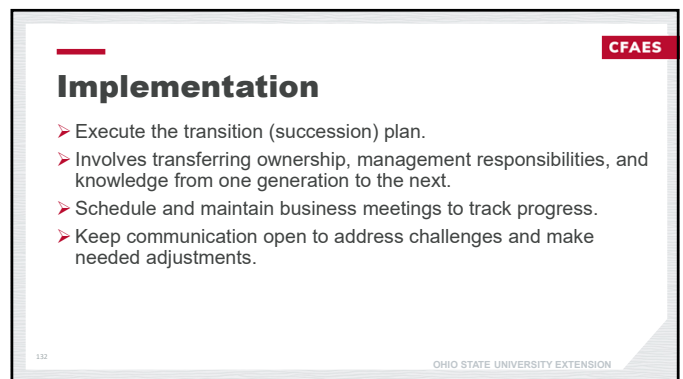 CFAES
Implementation
➢ Execute the transition (succession) plan.
➢ Involves transferring ownership, management responsibilities, and
knowledge from one generation to the next.
➢ Schedule and maintain business meetings to track progress.
➢ Keep communication open to address challenges and make
needed adjustments.
132
OHIO STATE UNIVERSITY EXTENSION